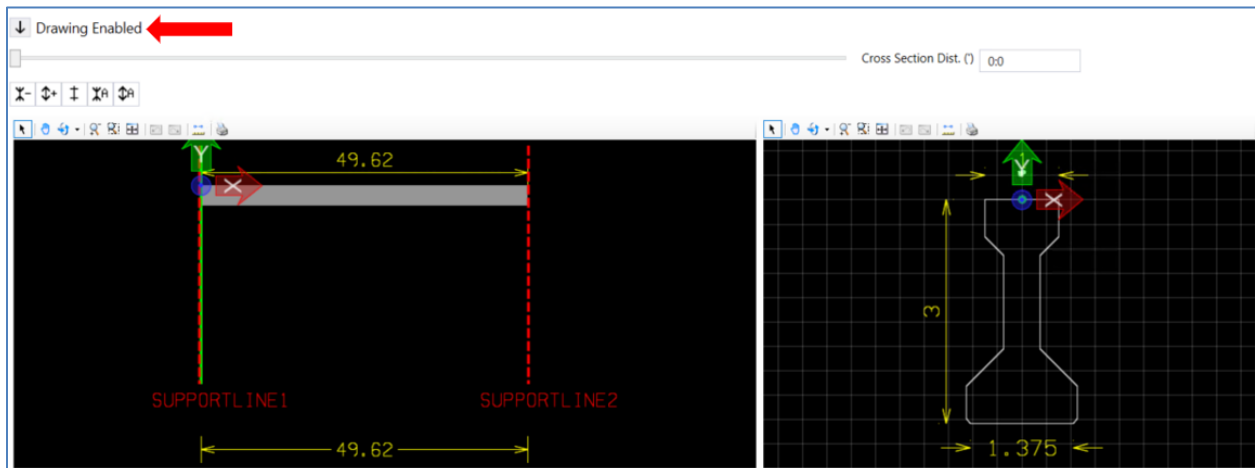 Drawing Enabled
Cross Section Dist. (') 0:0
A A
Y
49.62
X
SUPPORTLINE1 SUPPORTLINE2
49.62
Y
X
3
1.375